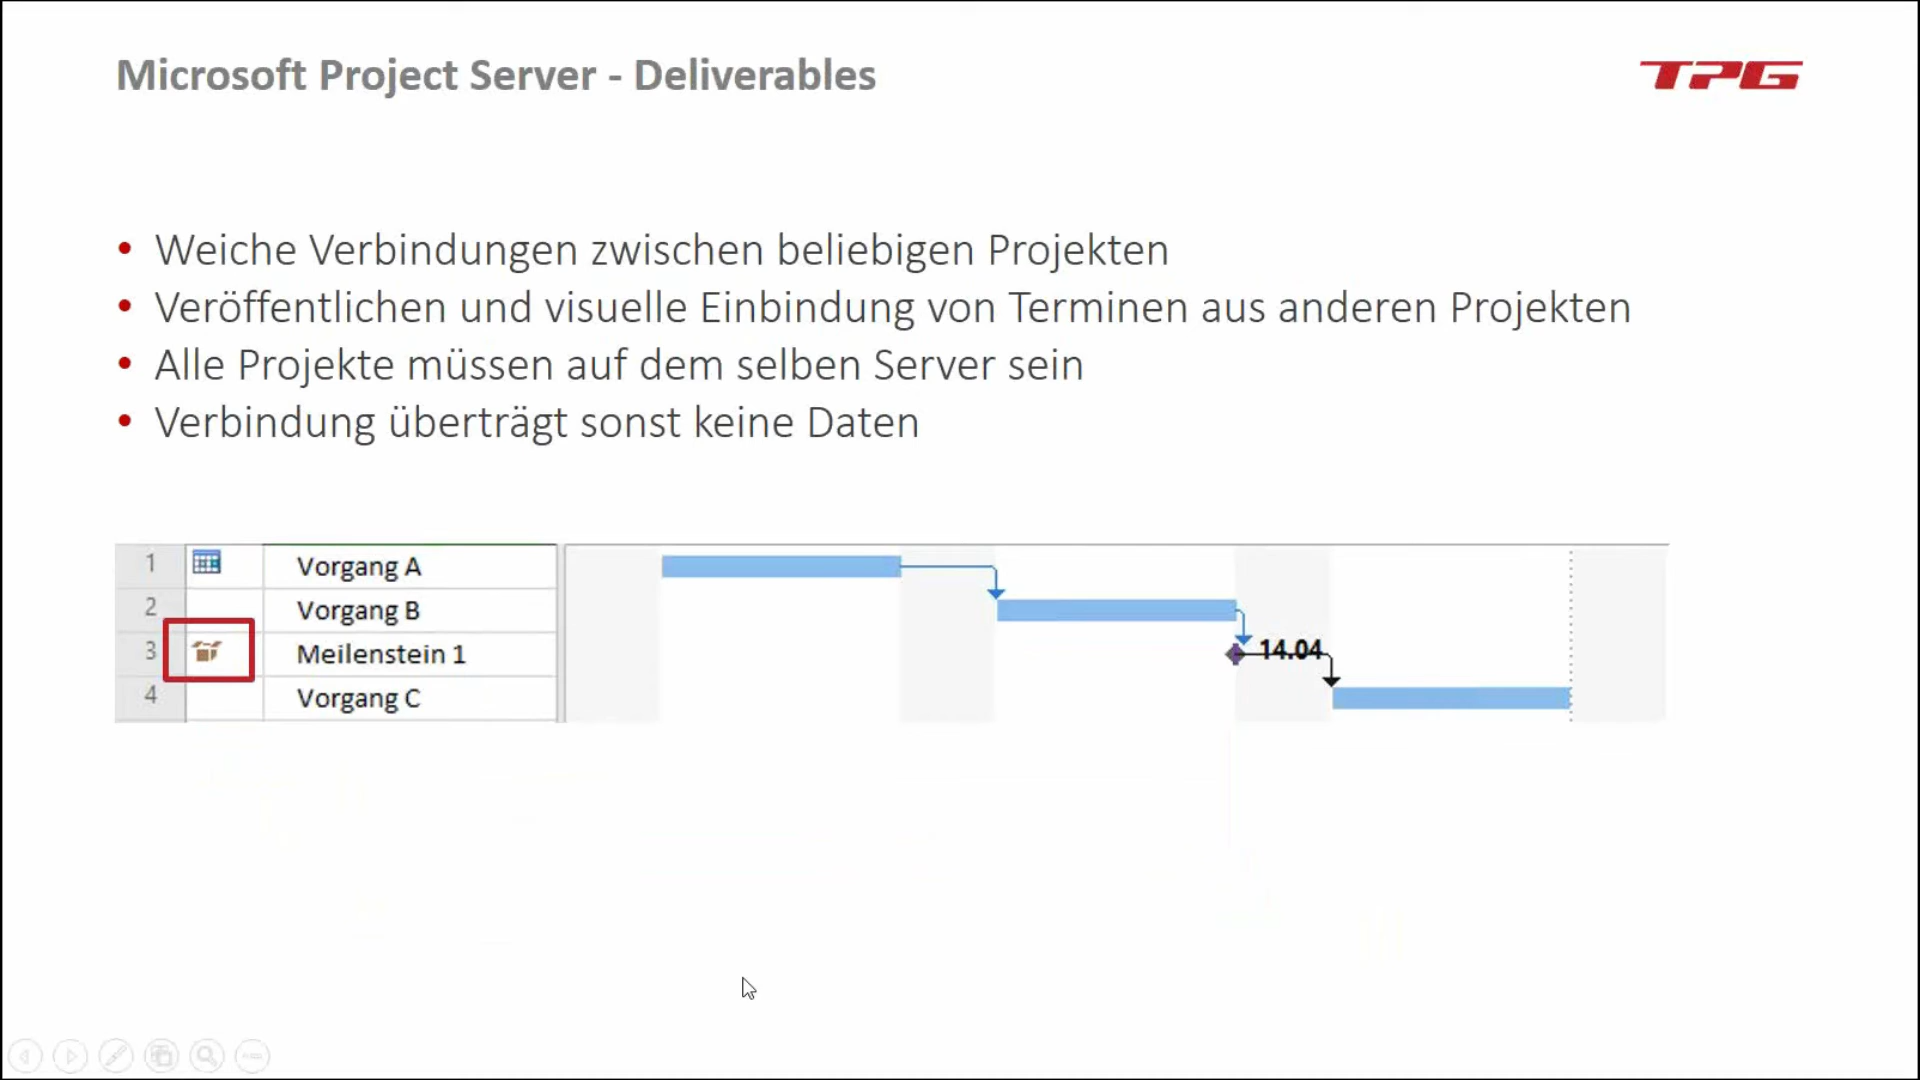 Microsoft Project Server - Deliverables
TPG
• Weiche Verbindungen zwischen beliebigen Projekten
• Veröffentlichen und visuelle Einbindung von Terminen aus anderen Projekten
• Alle Projekte müssen auf dem selben Server sein
• Verbindung überträgt sonst keine Daten
1 Vorgang A
2 Vorgang B
3 Meilenstein 1 14.04
4 Vorgang C